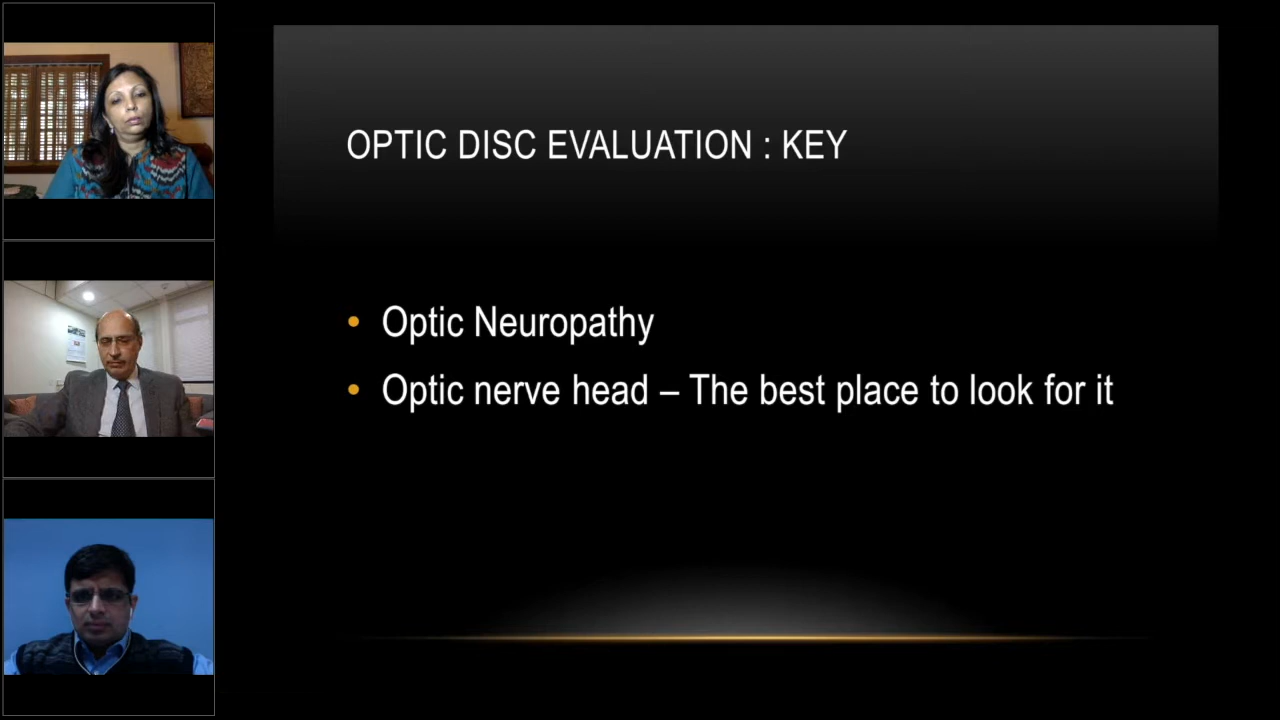 OPTIC DISC EVALUATION : KEY
• Optic Neuropathy
• Optic nerve head – The best place to look for it